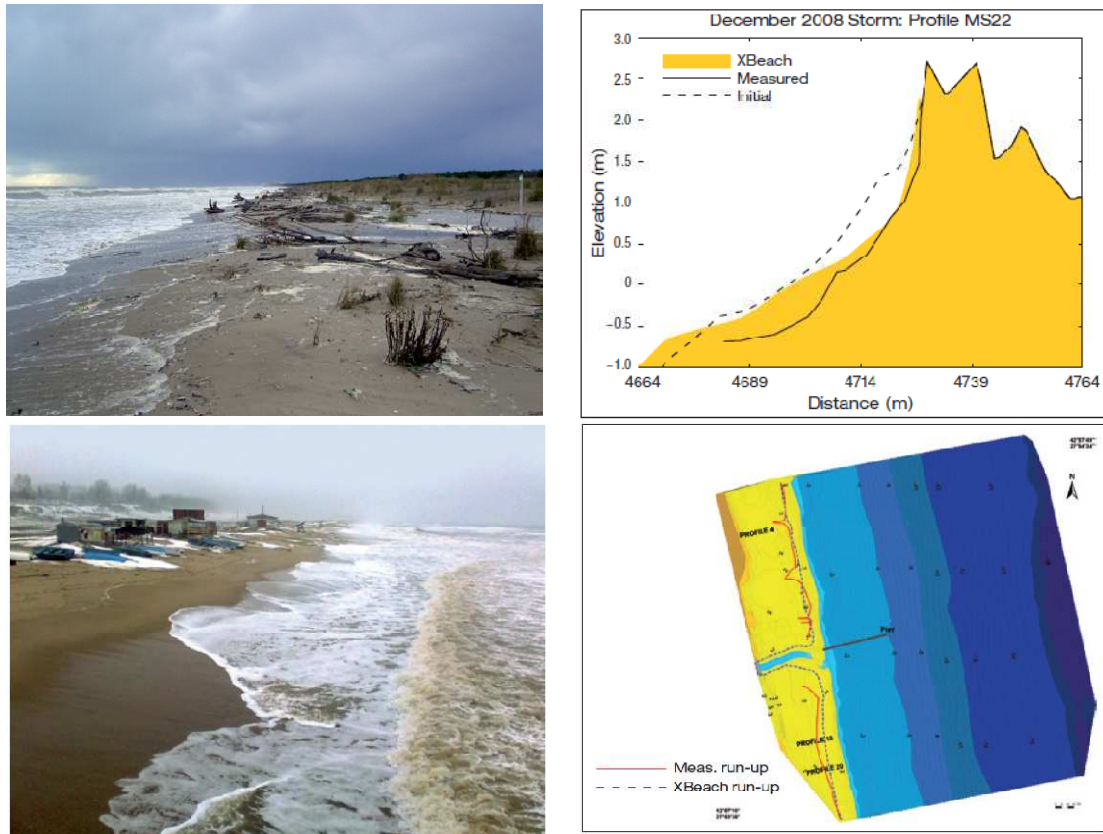 December 2008 Storm: Profile MS22
3.0
2.5
2.0
1.5
1.0
0.5
0
−0.5
−1.0
Elevation (m)
XBeach
Measured
Initial
4664 4689 4714 4739 4764
Distance (m)
N
PROFILE 4
Pier
PROFILE 14
PROFILE 20
Meas. run-up
XBeach run-up